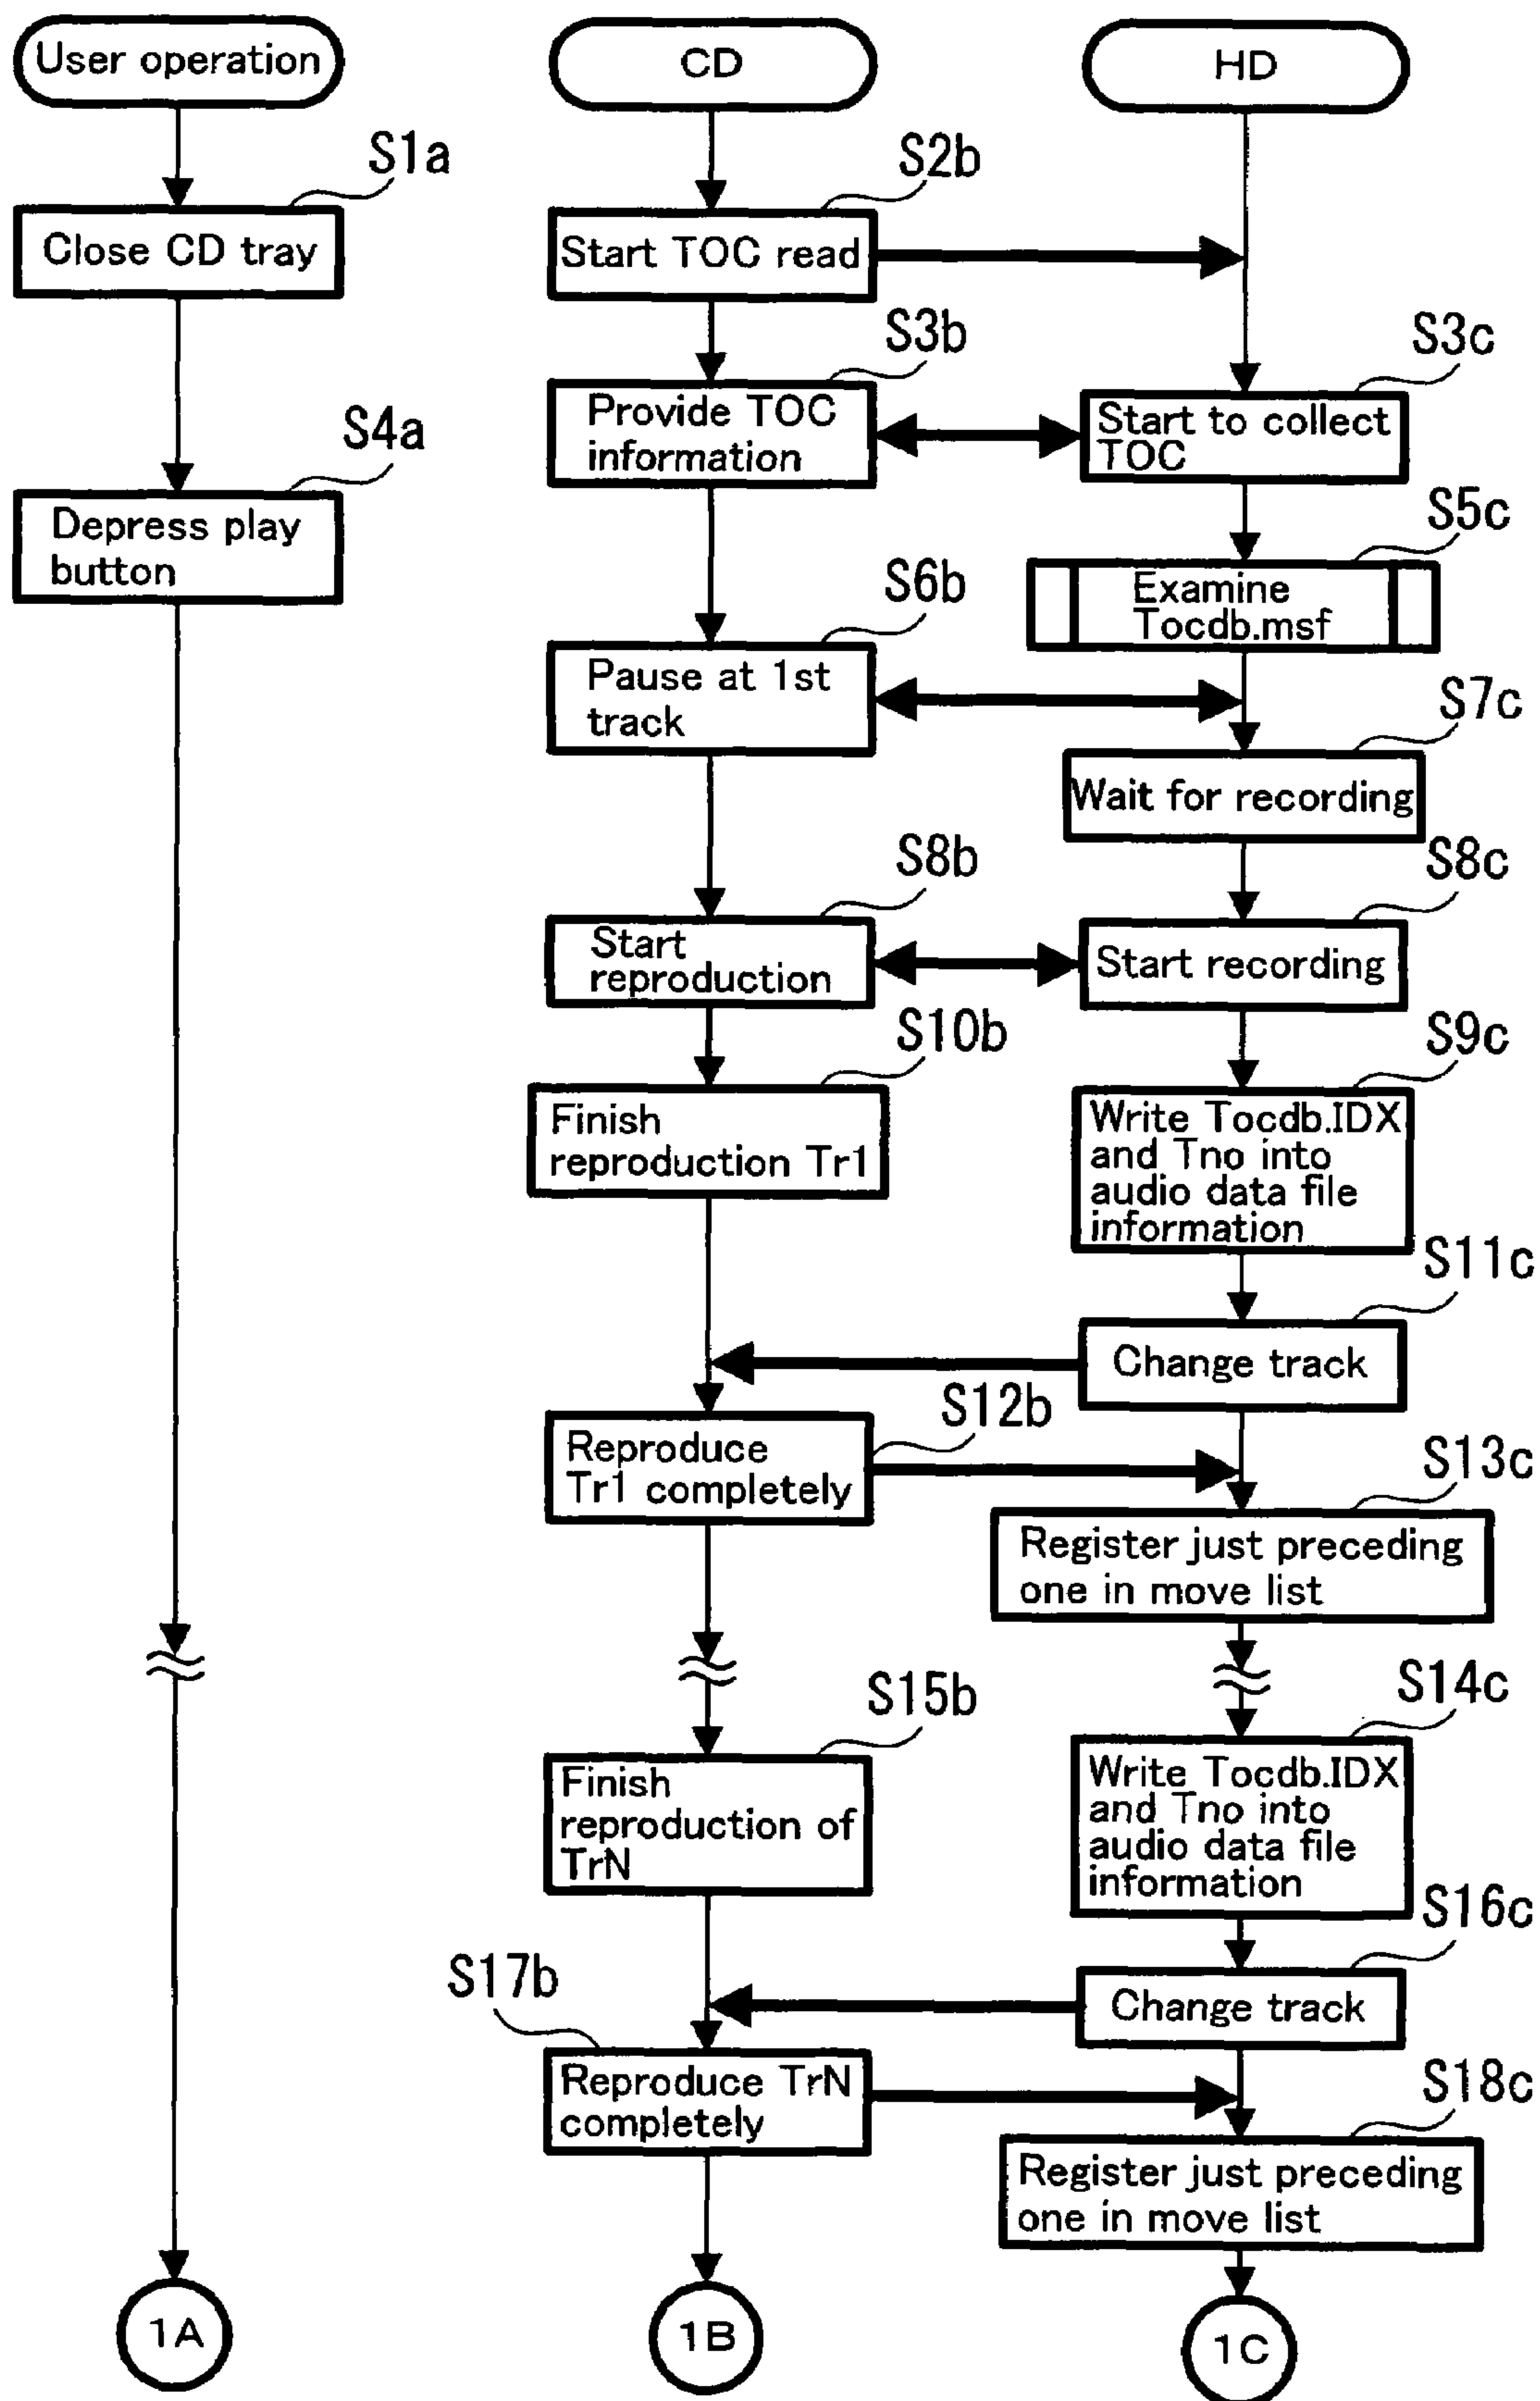 User operation
CD
HD
S1a
Close CD tray
S2b
Start TOC read
S3b
Provide TOC
information
S3c
Start to collect
TOC
S4a
Depress play
button
S5c
Examine
Tocdb.msf
S6b
Pause at 1st
track
S7c
Wait for recording
S8b
Start
reproduction
S8c
Start recording
S10b
Finish
reproduction Tr1
S9c
Write Tocdb.IDX
and Tno into
audio data file
information
S11c
Change track
S12b
Reproduce
Tr1 completely
S13c
Register just preceding
one in move list
S15b
Finish
reproduction of
TrN
S14c
Write Tocdb.IDX
and Tno into
audio data file
information
S16c
Change track
S17b
Reproduce TrN
completely
S18c
Register just preceding
one in move list
1A
1B
1C